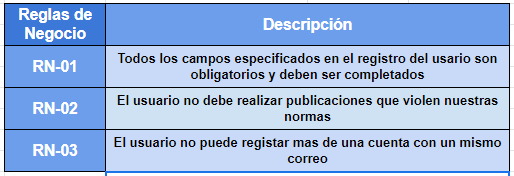 Reglas de
Negocio
Descripción
RN-01
Todos los campos especificados en el registro del usario son
obligatorios y deben ser completados
RN-02
El usuario no debe realizar publicaciones que violen nuestras
normas
RN-03
El usuario no puede registar mas de una cuenta con un mismo
correo